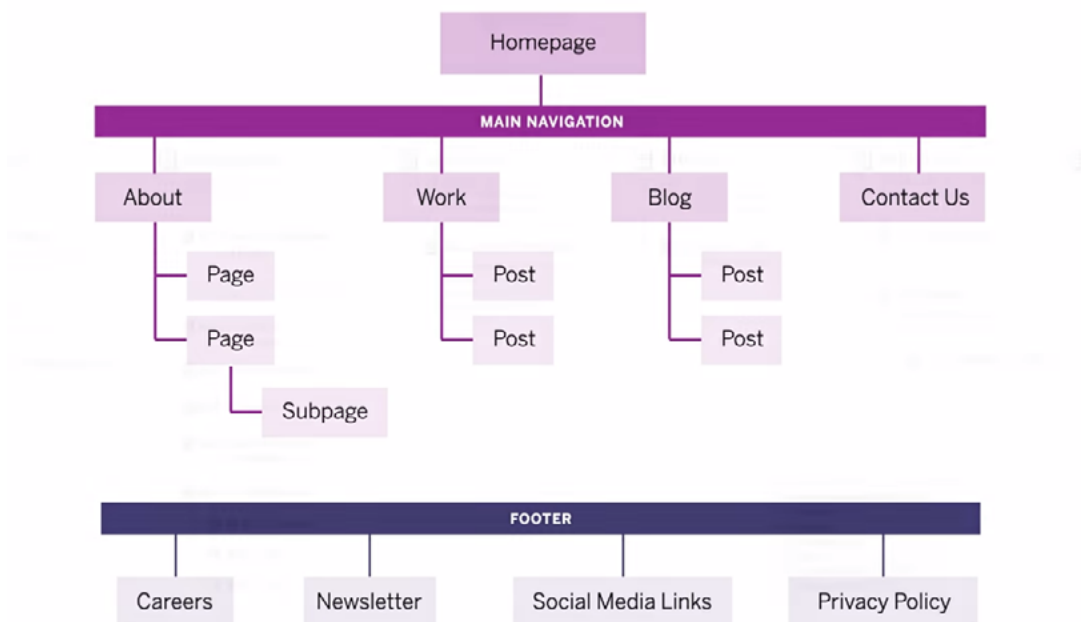 Homepage
MAIN NAVIGATION
About
Work
Blog
Contact Us
Page
Post
Post
Page
Post
Post
Subpage
FOOTER
Careers
Newsletter
Social Media Links
Privacy Policy